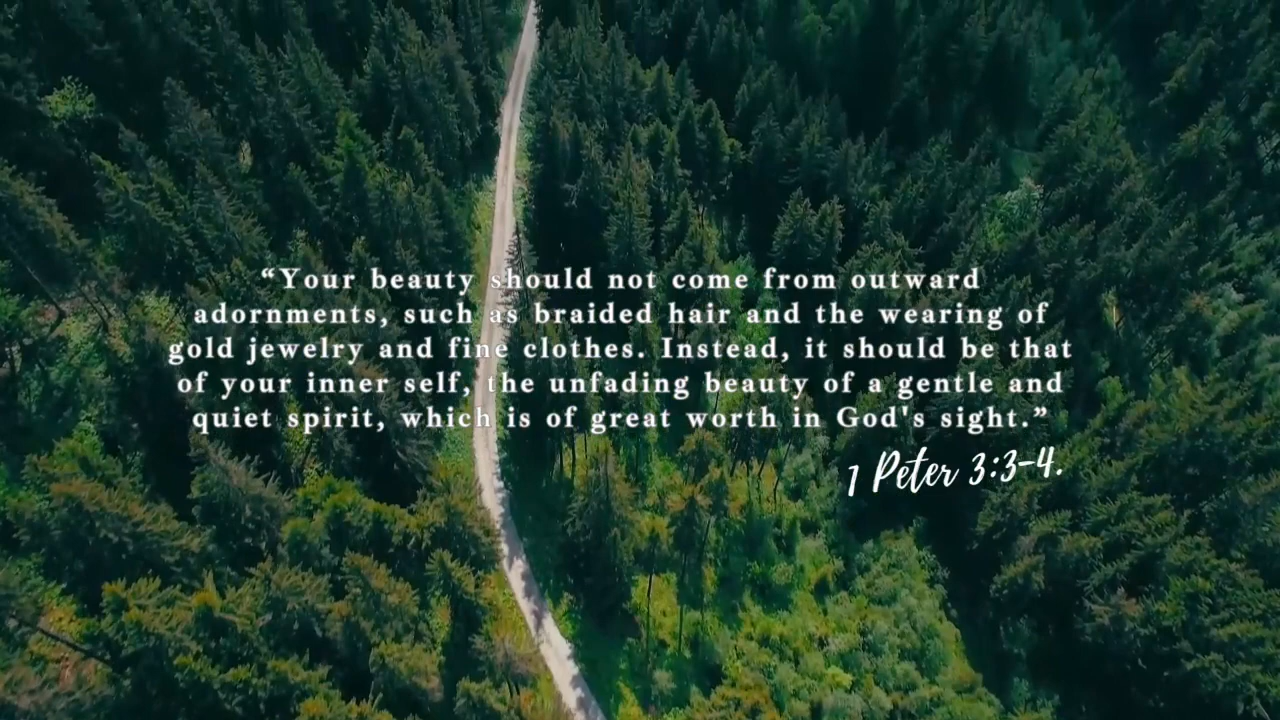 “Your beauty should not come from outward
adornments, such as braided hair and the wearing of
gold jewelry and fine clothes. Instead, it should be that
of your inner self, the unfading beauty of a gentle and
quiet spirit, which is of great worth in God's sight.”
1 Peter 3:3-4.